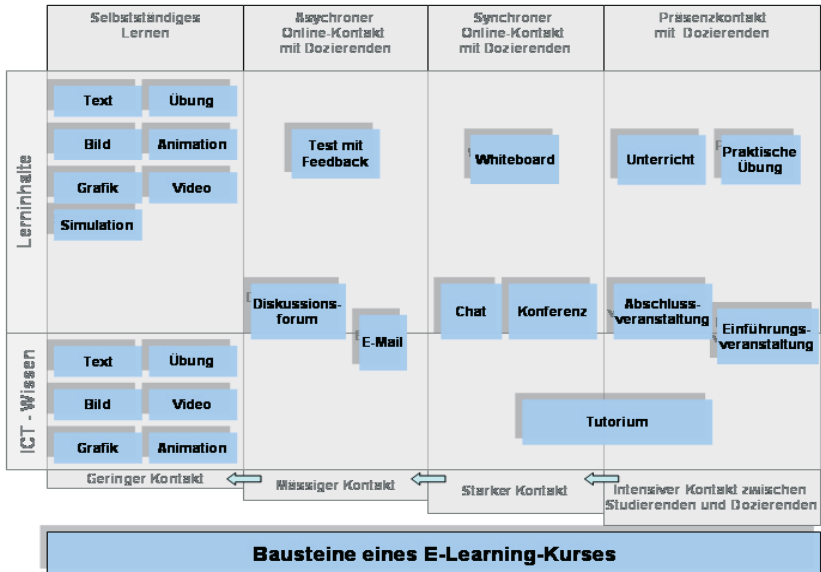 Selbstständiges
Lernen
Asychroner
Online-Kontakt
mit Dozierenden
Synchroner
Online-Kontakt
mit Dozierenden
Präsenzkontakt
mit Dozierenden
Lerninhalte
Text
Übung
Bild
Animation
Grafik
Video
Simulation
Test mit
Feedback
Whiteboard
Unterricht
Praktische
Übung
Diskussions-
forum
E-Mail
Chat
Konferenz
Abschluss-
veranstaltung
Einführungs-
veranstaltung
ICT - Wissen
Text
Übung
Bild
Video
Grafik
Animation
Tutorium
Geringer Kontakt
Mässiger Kontakt
Starker Kontakt
Intensiver Kontakt zwischen
Studierenden und Dozierenden
Bausteine eines E-Learning-Kurses